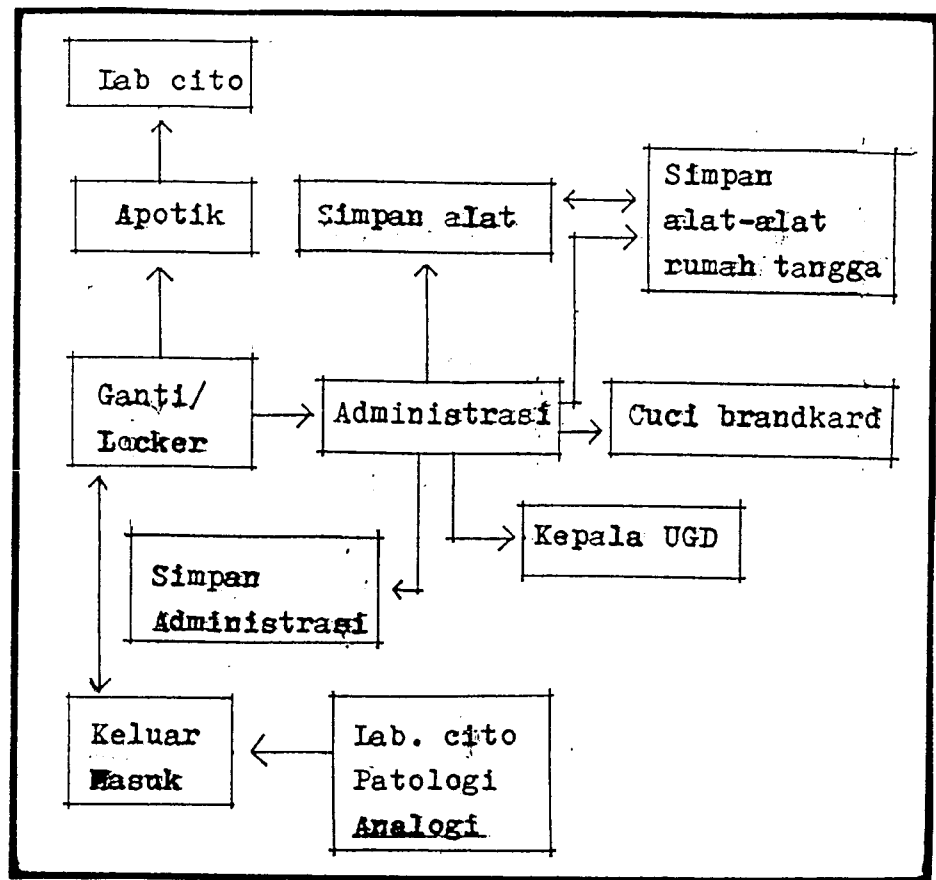 Lab cito
Apotik
Simpan alat
Simpan
alat-alat
rumah tangga
Ganti/
Locker
Administrasi
Cuci brandkard
Kepala UGD
Simpan
Administrasi
Keluar
Masuk
Lab. cito
Patologi
Analogi